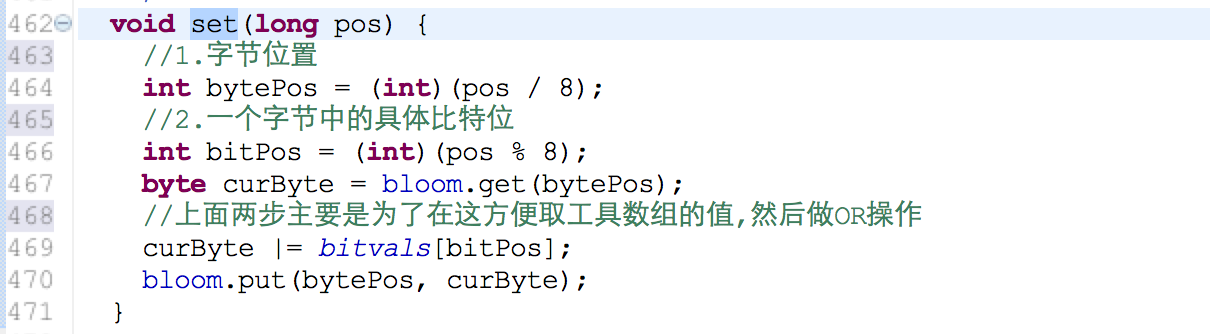 462 void set(long pos) {
463 //1.字节位置
464 int bytePos = (int)(pos / 8);
465 //2.一个字节中的具体比特位
466 int bitPos = (int)(pos % 8);
467 byte curByte = bloom.get(bytePos);
468 //上面两步主要是为了在这方便取工具数组的值,然后做OR操作
469 curByte |= bitvals[bitPos];
470 bloom.put(bytePos, curByte);
471 }